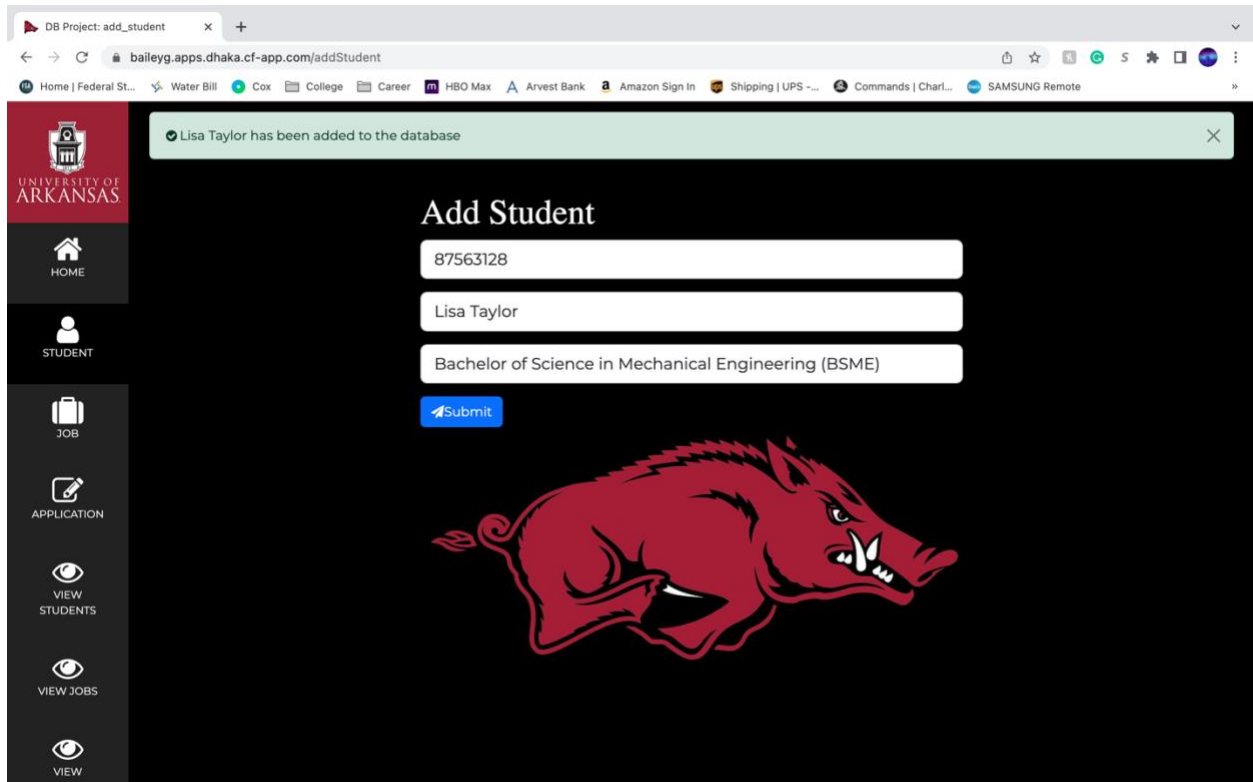 DB Project: add_student
baileyg.apps.dhaka.cf-app.com/addStudent
Home | Federal St... Water Bill Cox College Career HBO Max Arvest Bank Amazon Sign In Shipping | UPS -... Commands | Charl... SAMSUNG Remote »
UNIVERSITY OF
ARKANSAS
Lisa Taylor has been added to the database
Add Student
87563128
Lisa Taylor
Bachelor of Science in Mechanical Engineering (BSME)
Submit
HOME
STUDENT
JOB
APPLICATION
VIEW
STUDENTS
VIEW JOBS
VIEW